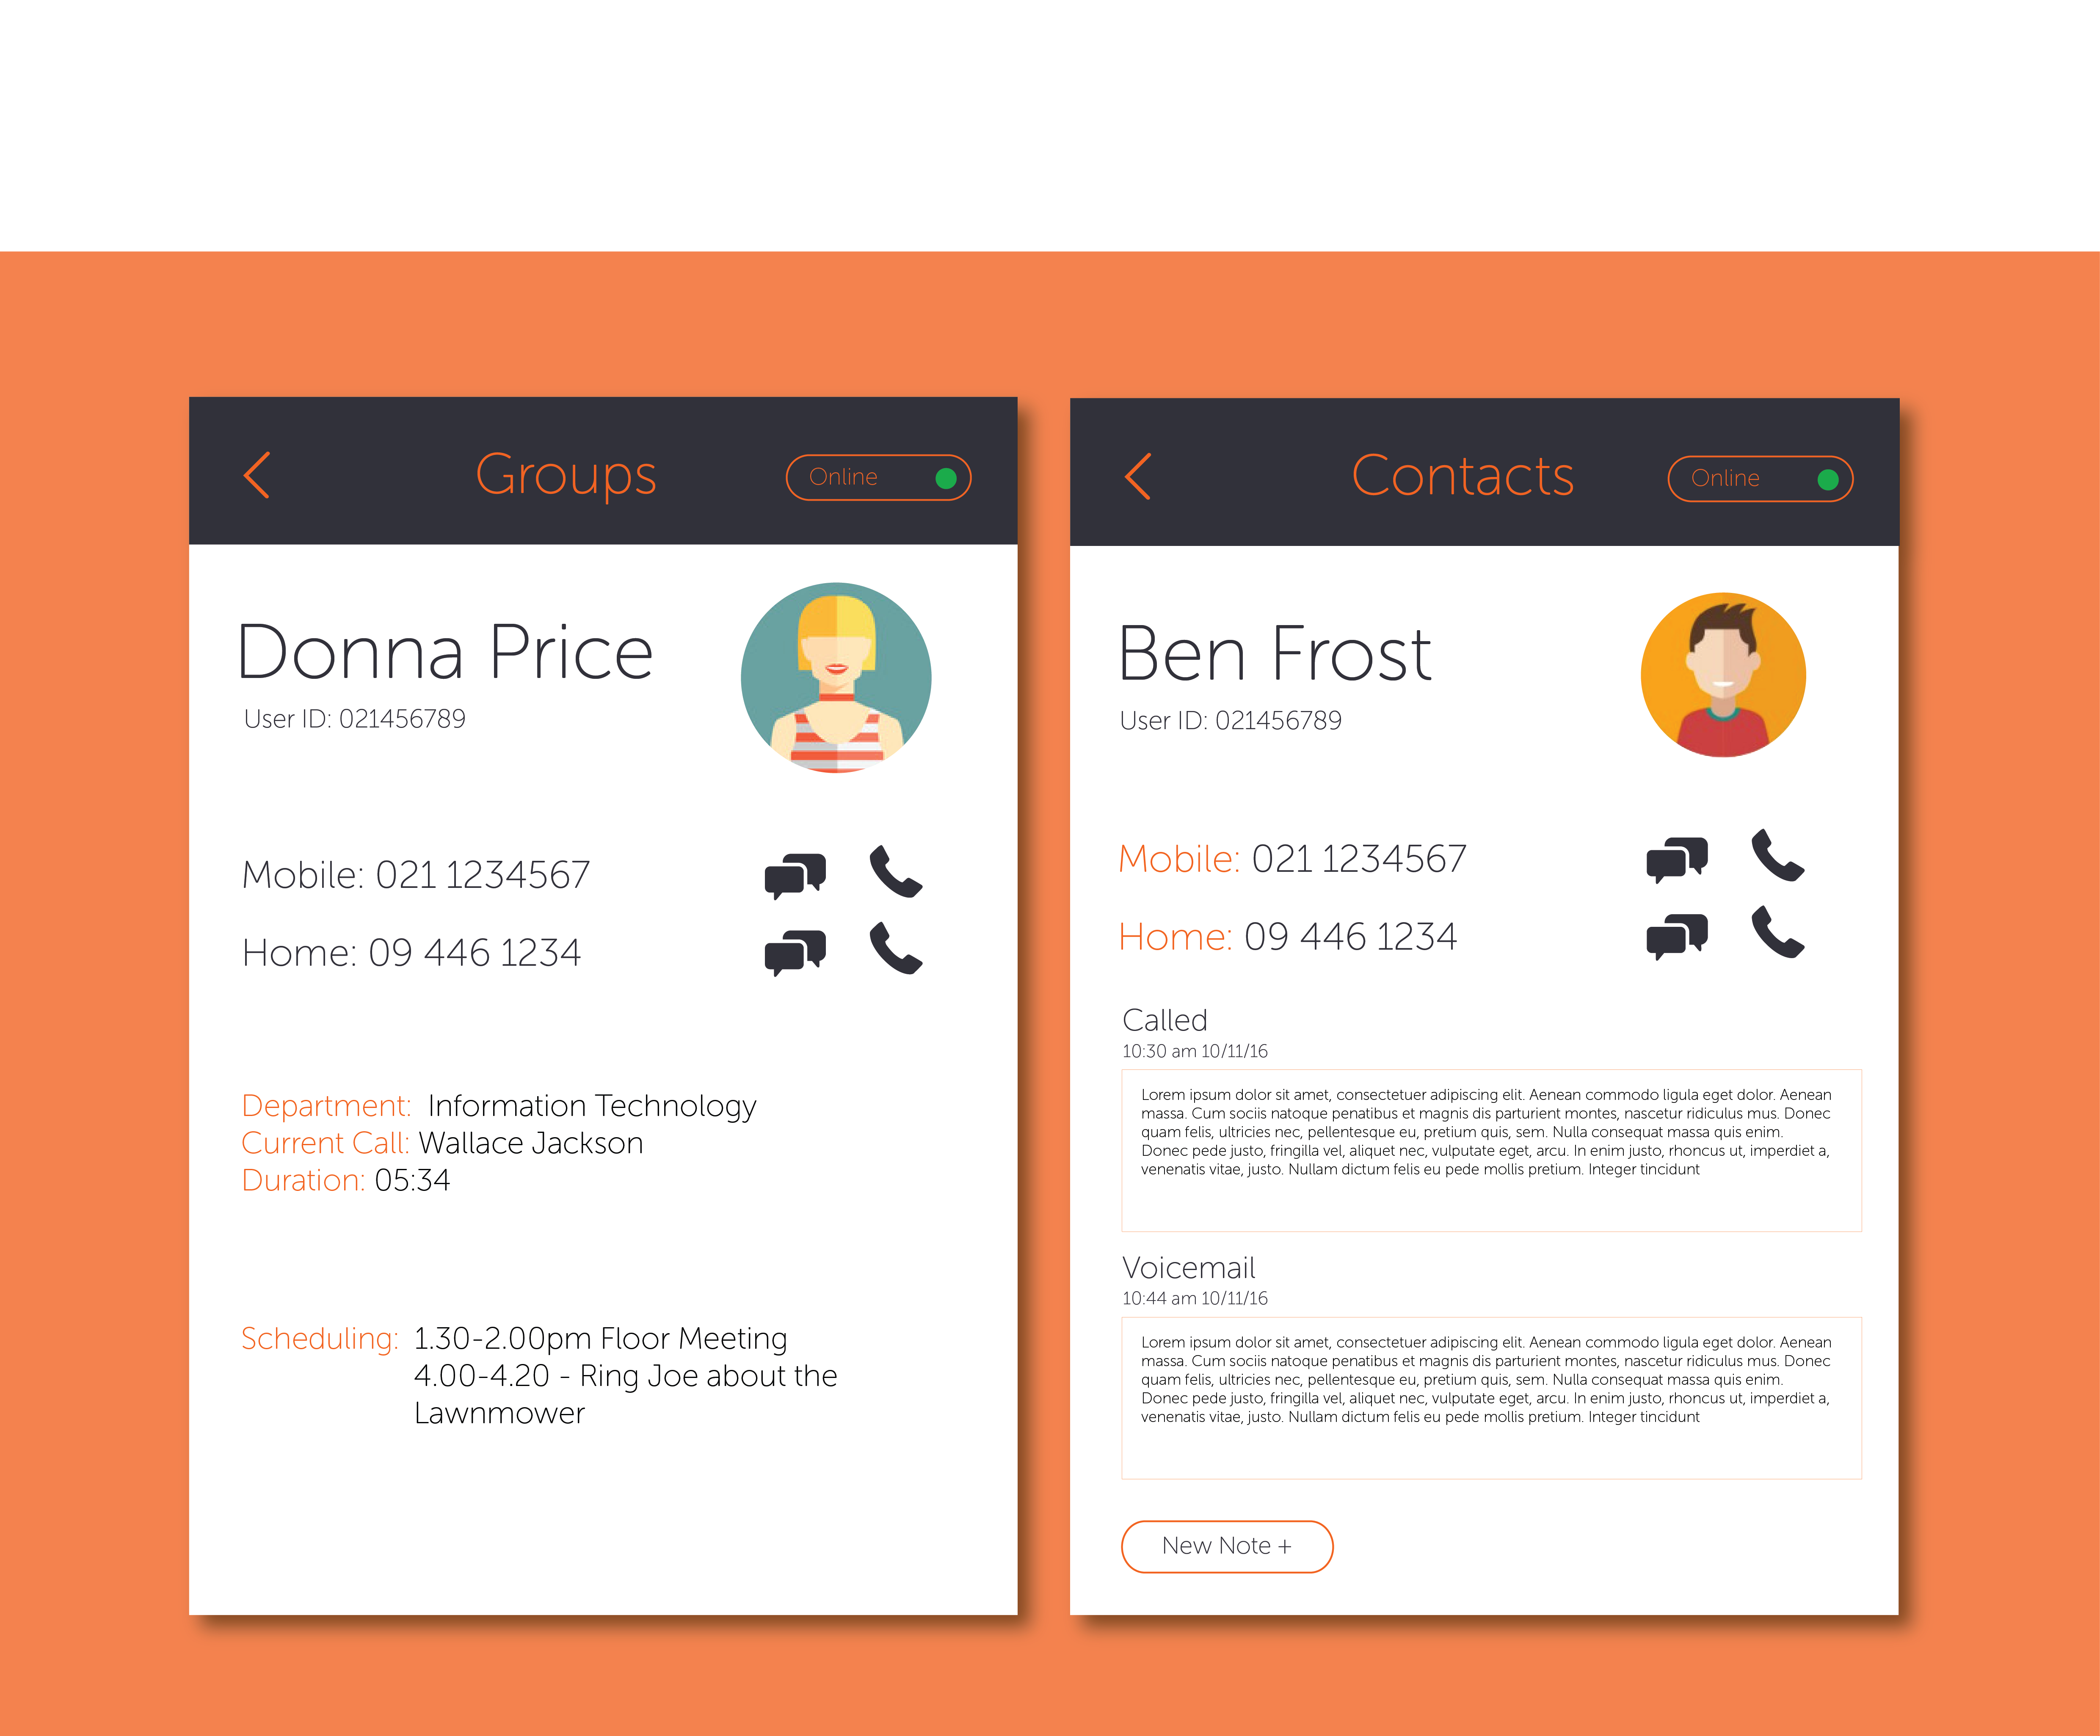 Groups
Online
Donna Price
User ID: 021456789
Mobile: 021 1234567
Home: 09 446 1234
Department: Information Technology
Current Call: Wallace Jackson
Duration: 05:34
Scheduling: 1.30-2.00pm Floor Meeting
4.00-4.20 - Ring Joe about the
Lawnmower
Contacts
Online
Ben Frost
User ID: 021456789
Mobile: 021 1234567
Home: 09 446 1234
Called
10:30 am 10/11/16
Lorem ipsum dolor sit amet, consectetuer adipiscing elit. Aenean commodo ligula eget dolor. Aenean
massa. Cum sociis natoque penatibus et magnis dis parturient montes, nascetur ridiculus mus. Donec
quam felis, ultricies nec, pellentesque eu, pretium quis, sem. Nulla consequat massa quis enim.
Donec pede justo, fringilla vel, aliquet nec, vulputate eget, arcu. In enim justo, rhoncus ut, imperdiet a,
venenatis vitae, justo. Nullam dictum felis eu pede mollis pretium. Integer tincidunt
Voicemail
10:44 am 10/11/16
Lorem ipsum dolor sit amet, consectetuer adipiscing elit. Aenean commodo ligula eget dolor. Aenean
massa. Cum sociis natoque penatibus et magnis dis parturient montes, nascetur ridiculus mus. Donec
quam felis, ultricies nec, pellentesque eu, pretium quis, sem. Nulla consequat massa quis enim.
Donec pede justo, fringilla vel, aliquet nec, vulputate eget, arcu. In enim justo, rhoncus ut, imperdiet a,
venenatis vitae, justo. Nullam dictum felis eu pede mollis pretium. Integer tincidunt
New Note +